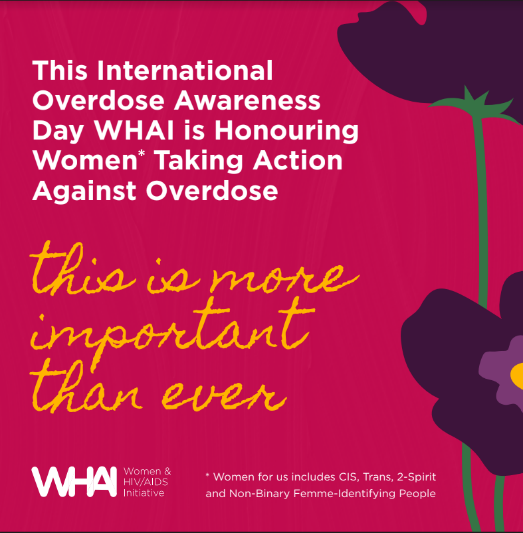 This International
Overdose Awareness
Day WHAI is Honouring
Women* Taking Action
Against Overdose
this is more
important
than ever
WHAI
Women &
HIV/AIDS
Initiative
* Women for us includes CIS, Trans, 2-Spirit
and Non-Binary Femme-Identifying People